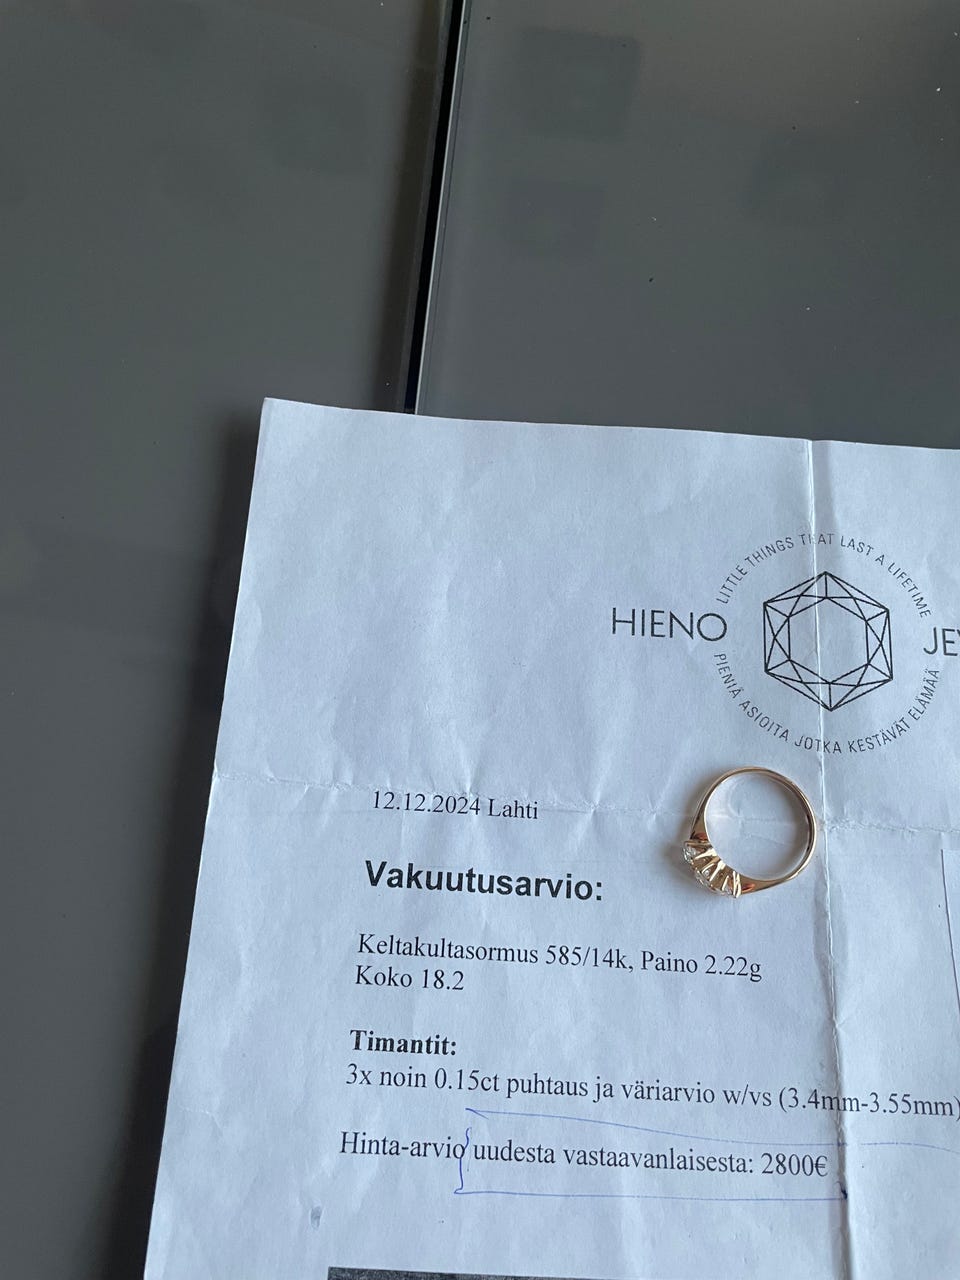 LITTLE THINGS THAT LAST A LIFETIME
HIENO JE
PIENIÄ ASIOITA JOTKA KESTÄVÄT ELÄMÄÄ
12.12.2024 Lahti
Vakuutusarvio:
Keltakultasormus 585/14k, Paino 2.22g
Koko 18.2
Timantit:
3x noin 0.15ct puhtaus ja väriarvio w/vs (3.4mm-3.55mm)
Hinta-arvio uudesta vastaavanlaisesta: 2800€